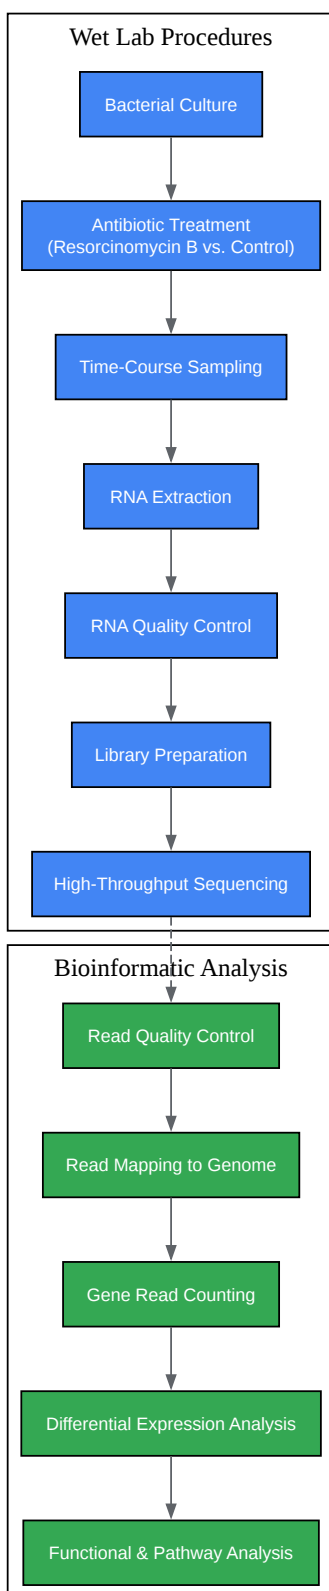 Wet Lab Procedures
Bacterial Culture
Antibiotic Treatment
(Resorcinomycin B vs. Control)
Time-Course Sampling
RNA Extraction
RNA Quality Control
Library Preparation
High-Throughput Sequencing
Bioinformatic Analysis
Read Quality Control
Read Mapping to Genome
Gene Read Counting
Differential Expression Analysis
Functional & Pathway Analysis